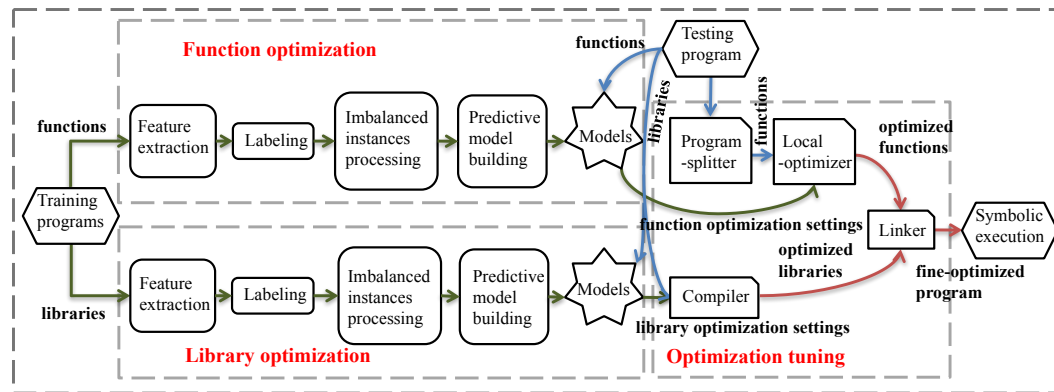 Function optimization
functions
Testing
program
functions
Feature
extraction
Labeling
Imbalanced
instances
processing
Predictive
model
building
Models
libraries
Program
-splitter
functions
Local
-optimizer
optimized
functions
Training
programs
function optimization settings
Linker
Symbolic
execution
optimized
libraries
fine-optimized
program
libraries
Feature
extraction
Labeling
Imbalanced
instances
processing
Predictive
model
building
Models
Compiler
library optimization settings
Library optimization
Optimization tuning